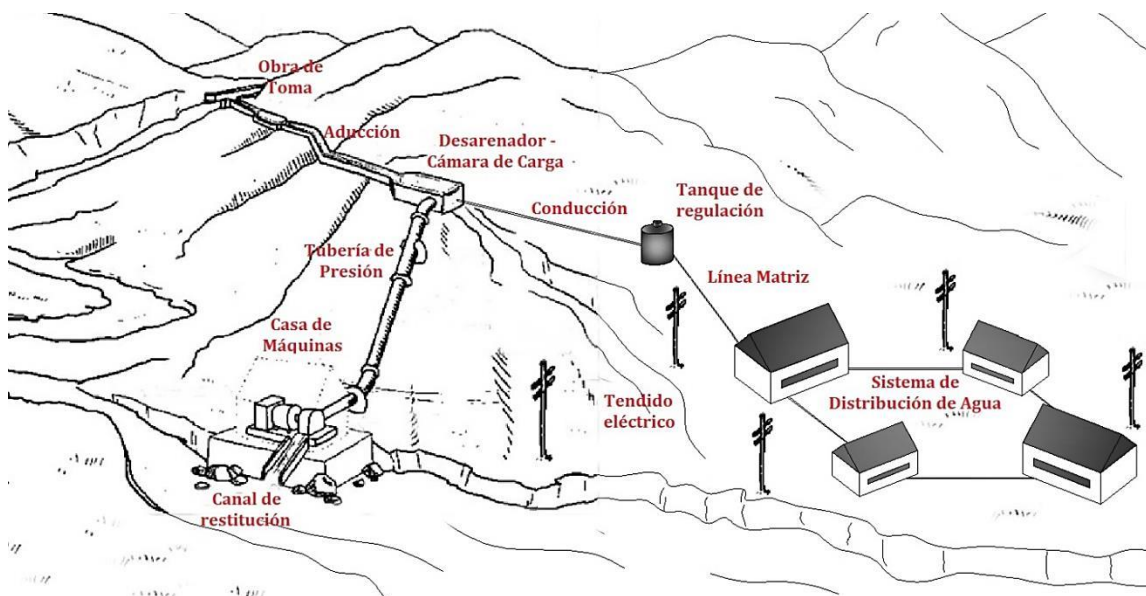 Obra de
Toma
Aducción
Desarenador -
Cámara de Carga
Conducción
Tanque de
regulación
Tubería de
Presión
Línea Matriz
Casa de
Máquinas
Sistema de
Distribución de Agua
Tendido
eléctrico
Canal de
restitución